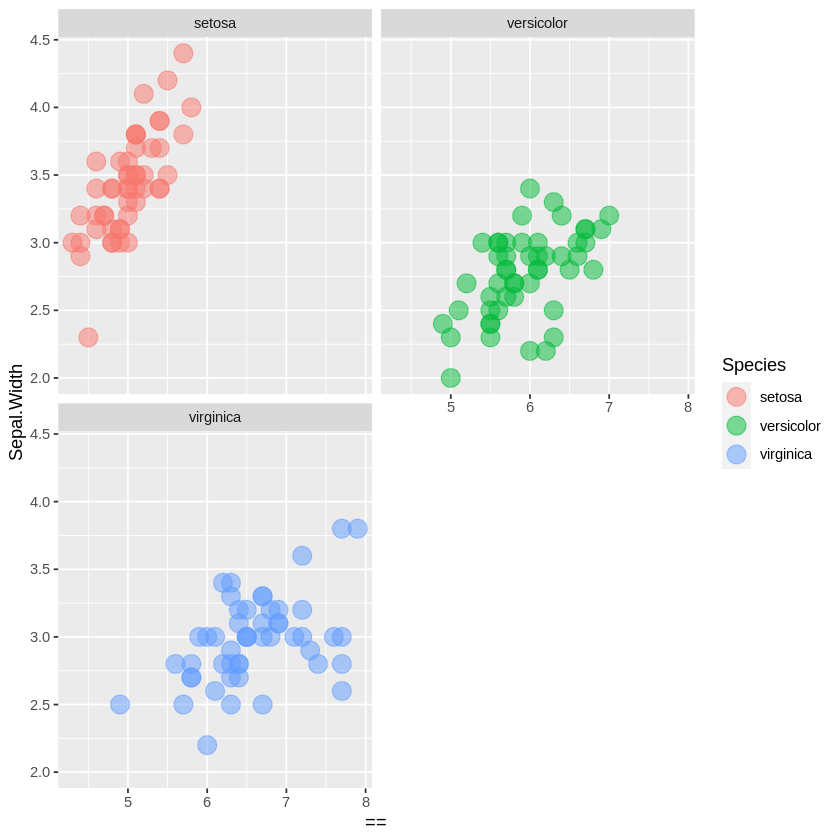 setosa
versicolor
4.5
4.0
3.5
3.0
2.5
2.0
5 6 7 8
Sepal.Width
virginica
4.5
4.0
3.5
3.0
2.5
2.0
5 6 7 8
==
Species
setosa
versicolor
virginica